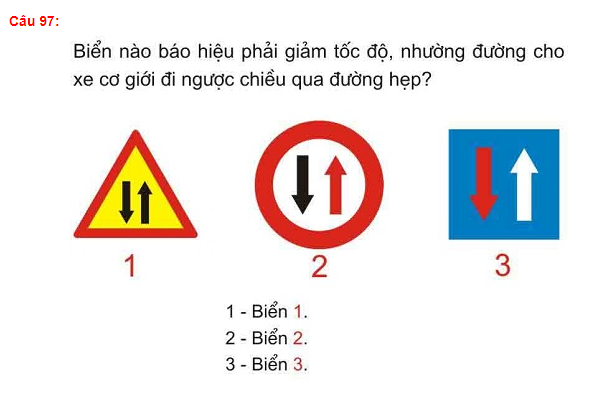 Câu 97:
Biển nào báo hiệu phải giảm tốc độ, nhường đường cho
xe cơ giới đi ngược chiều qua đường hẹp?
1 2 3
1 - Biển 1.
2 - Biển 2.
3 - Biển 3.